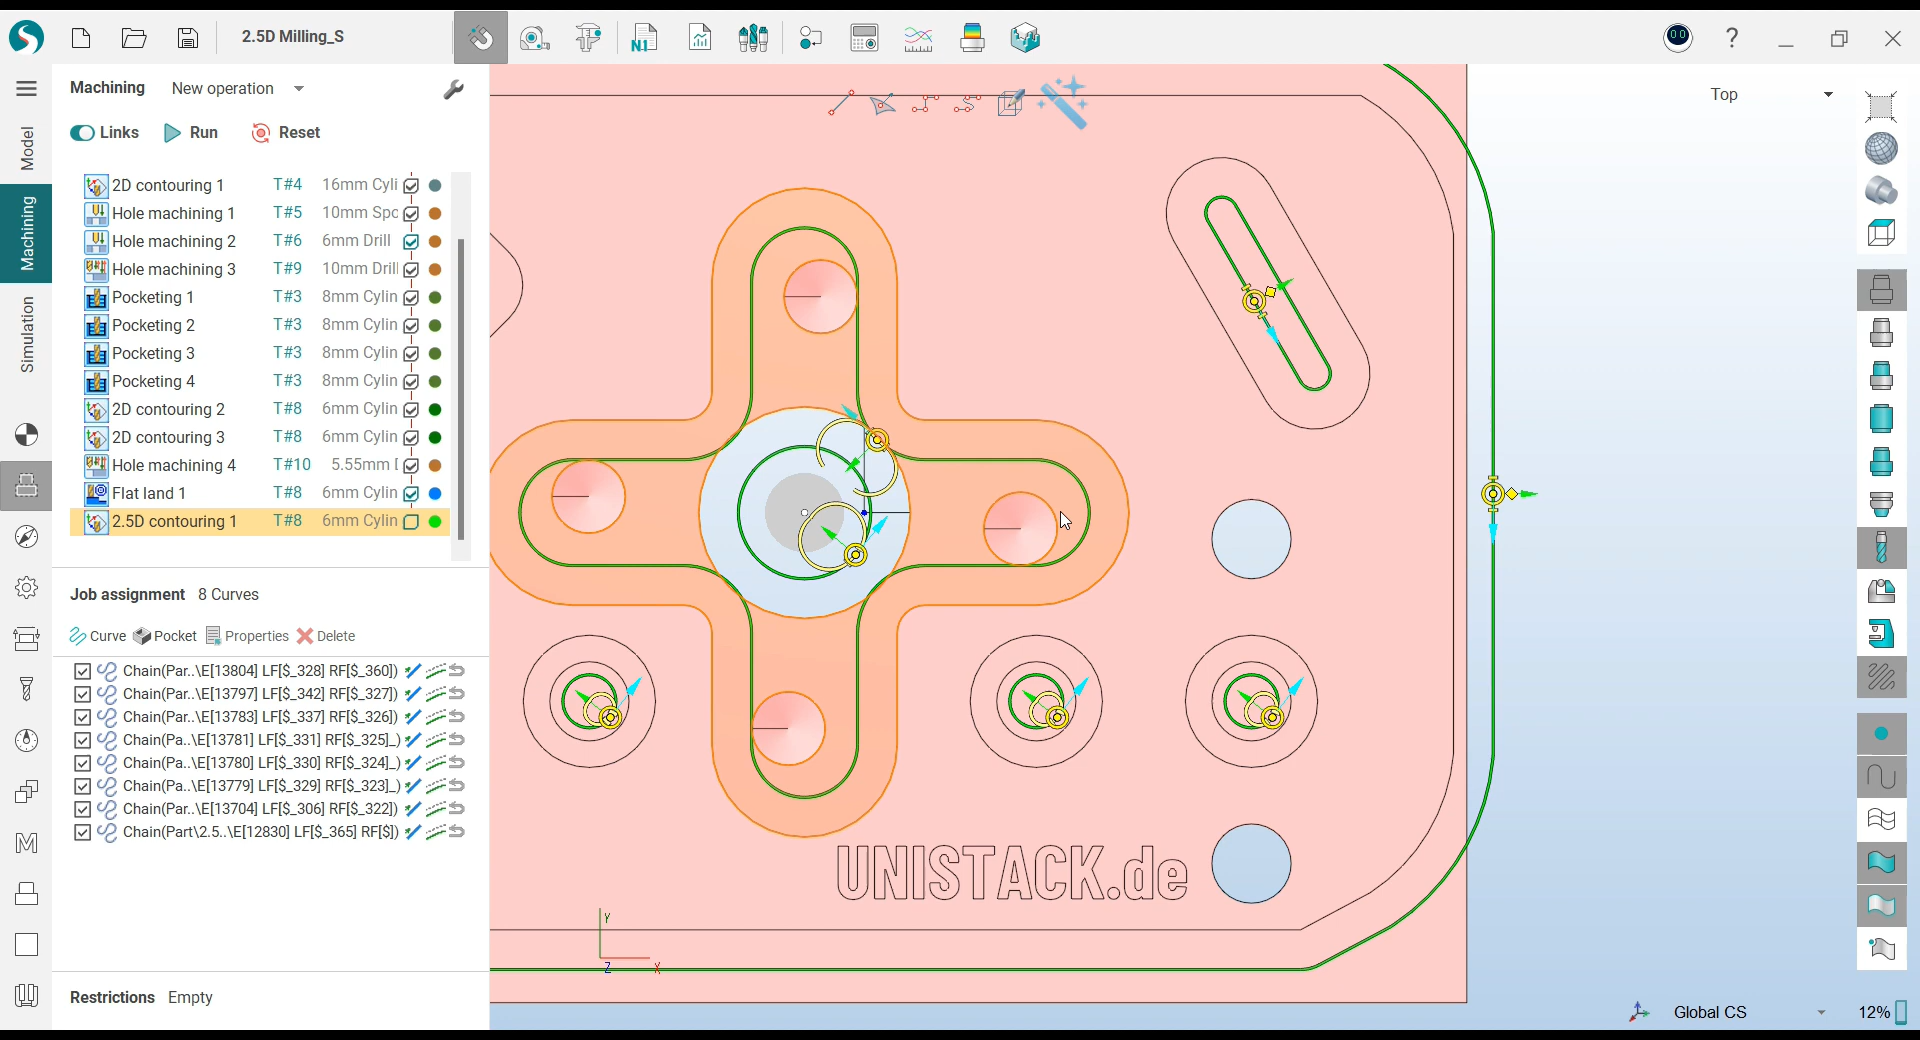 2.5D Milling_S
N1
?
Machining New operation
Links Run Reset
Model
Machining
Simulation
2D contouring 1 T#4 16mm Cyli
Hole machining 1 T#5 10mm Spc
Hole machining 2 T#6 6mm Drill
Hole machining 3 T#9 10mm Dril
Pocketing 1 T#3 8mm Cylin
Pocketing 2 T#3 8mm Cylin
Pocketing 3 T#3 8mm Cylin
Pocketing 4 T#3 8mm Cylin
2D contouring 2 T#8 6mm Cylin
2D contouring 3 T#8 6mm Cylin
Hole machining 4 T#10 5.55mm [
Flat land 1 T#8 6mm Cylin
2.5D contouring 1 T#8 6mm Cylin
Job assignment 8 Curves
Curve Pocket Properties Delete
Chain(Par..\E[13804] LF[$_328] RF[$_360])
Chain(Par..\E[13797] LF[$_342] RF[$_327])
Chain(Par..\E[13783] LF[$_337] RF[$_326])
Chain(Pa..\E[13781] LF[$_331] RF[$_325]_)
Chain(Pa..\E[13780] LF[$_330] RF[$_324]_)
Chain(Pa..\E[13779] LF[$_329] RF[$_323]_)
Chain(Par..\E[13704] LF[$_306] RF[$_322])
Chain(Part\2.5..\E[12830] LF[$_365] RF[$])
Restrictions Empty
Top
UNISTACK.de
Y
Z X
Global CS 12%